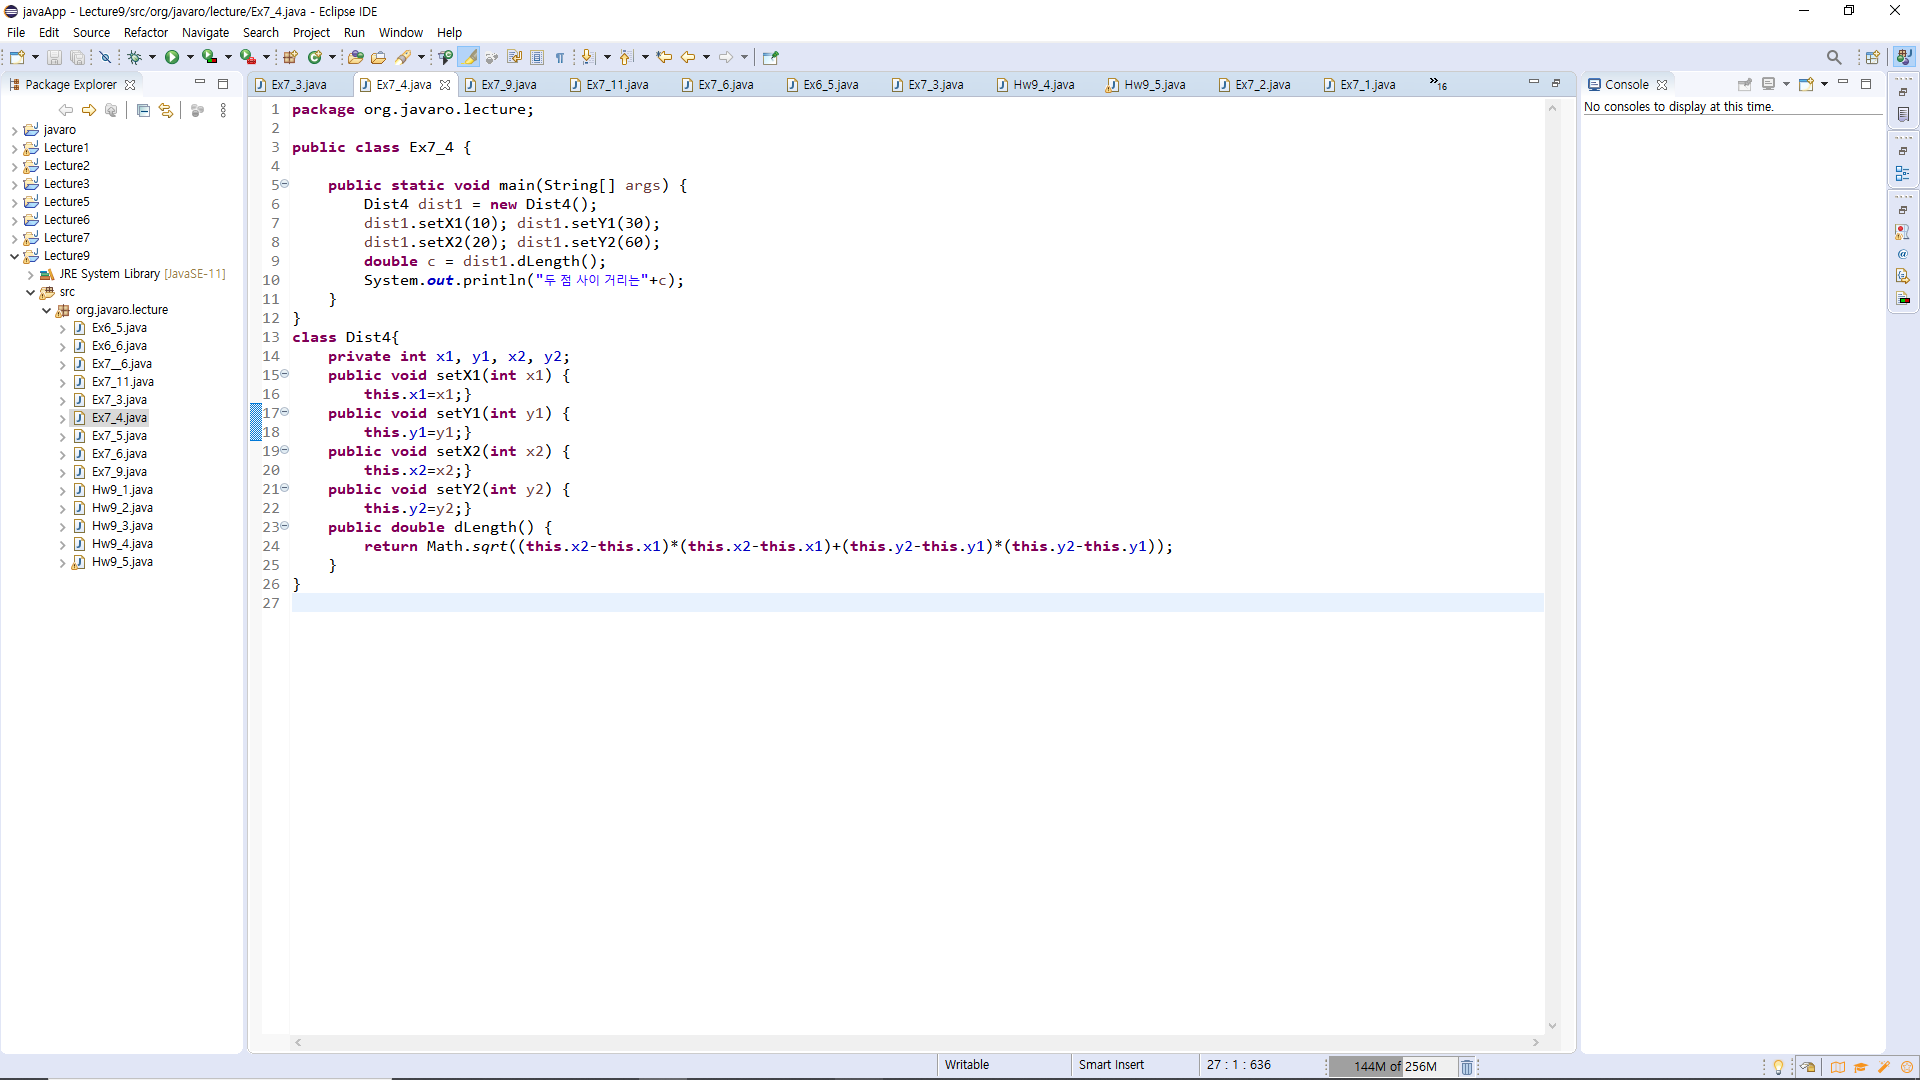 javaApp - Lecture9/src/org/javaro/lecture/Ex7_4.java - Eclipse IDE
File Edit Source Refactor Navigate Search Project Run Window Help
Package Explorer
javaro
Lecture1
Lecture2
Lecture3
Lecture5
Lecture6
Lecture7
Lecture9
JRE System Library [JavaSE-11]
src
org.javaro.lecture
Ex6_5.java
Ex6_6.java
Ex7__6.java
Ex7_11.java
Ex7_3.java
Ex7_4.java
Ex7_5.java
Ex7_6.java
Ex7_9.java
Hw9_1.java
Hw9_2.java
Hw9_3.java
Hw9_4.java
Hw9_5.java
Ex7_3.java Ex7_4.java Ex7_9.java Ex7_11.java Ex7_6.java Ex6_5.java Ex7_3.java Hw9_4.java Hw9_5.java Ex7_2.java Ex7_1.java »16
1 package org.javaro.lecture;
2
3 public class Ex7_4 {
4
5     public static void main(String[] args) {
6         Dist4 dist1 = new Dist4();
7         dist1.setX1(10); dist1.setY1(30);
8         dist1.setX2(20); dist1.setY2(60);
9         double c = dist1.dLength();
10         System.out.println("두 점 사이 거리는"+c);
11     }
12 }
13 class Dist4{
14     private int x1, y1, x2, y2;
15     public void setX1(int x1) {
16         this.x1=x1;}
17     public void setY1(int y1) {
18         this.y1=y1;}
19     public void setX2(int x2) {
20         this.x2=x2;}
21     public void setY2(int y2) {
22         this.y2=y2;}
23     public double dLength() {
24         return Math.sqrt((this.x2-this.x1)*(this.x2-this.x1)+(this.y2-this.y1)*(this.y2-this.y1));
25     }
26 }
27
Console
No consoles to display at this time.
Writable Smart Insert 27 : 1 : 636 144M of 256M